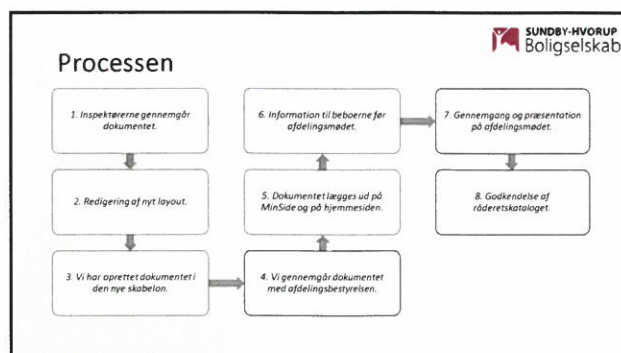 SUNDBY-HVORUP
Boligselskab
Processen
1. Inspektørerne gennemgår
dokumentet.
2. Redigering af nyt layout.
3. Vi har oprettet dokumentet i
den nye skabelon.
4. Vi gennemgår dokumentet
med afdelingsbestyrelsen.
5. Dokumentet lægges ud på
MinSide og på hjemmesiden.
6. Information til beboerne før
afdelingsmødet.
7. Gennemgang og præsentation
på afdelingsmødet.
8. Godkendelse af
råderetskataloget.